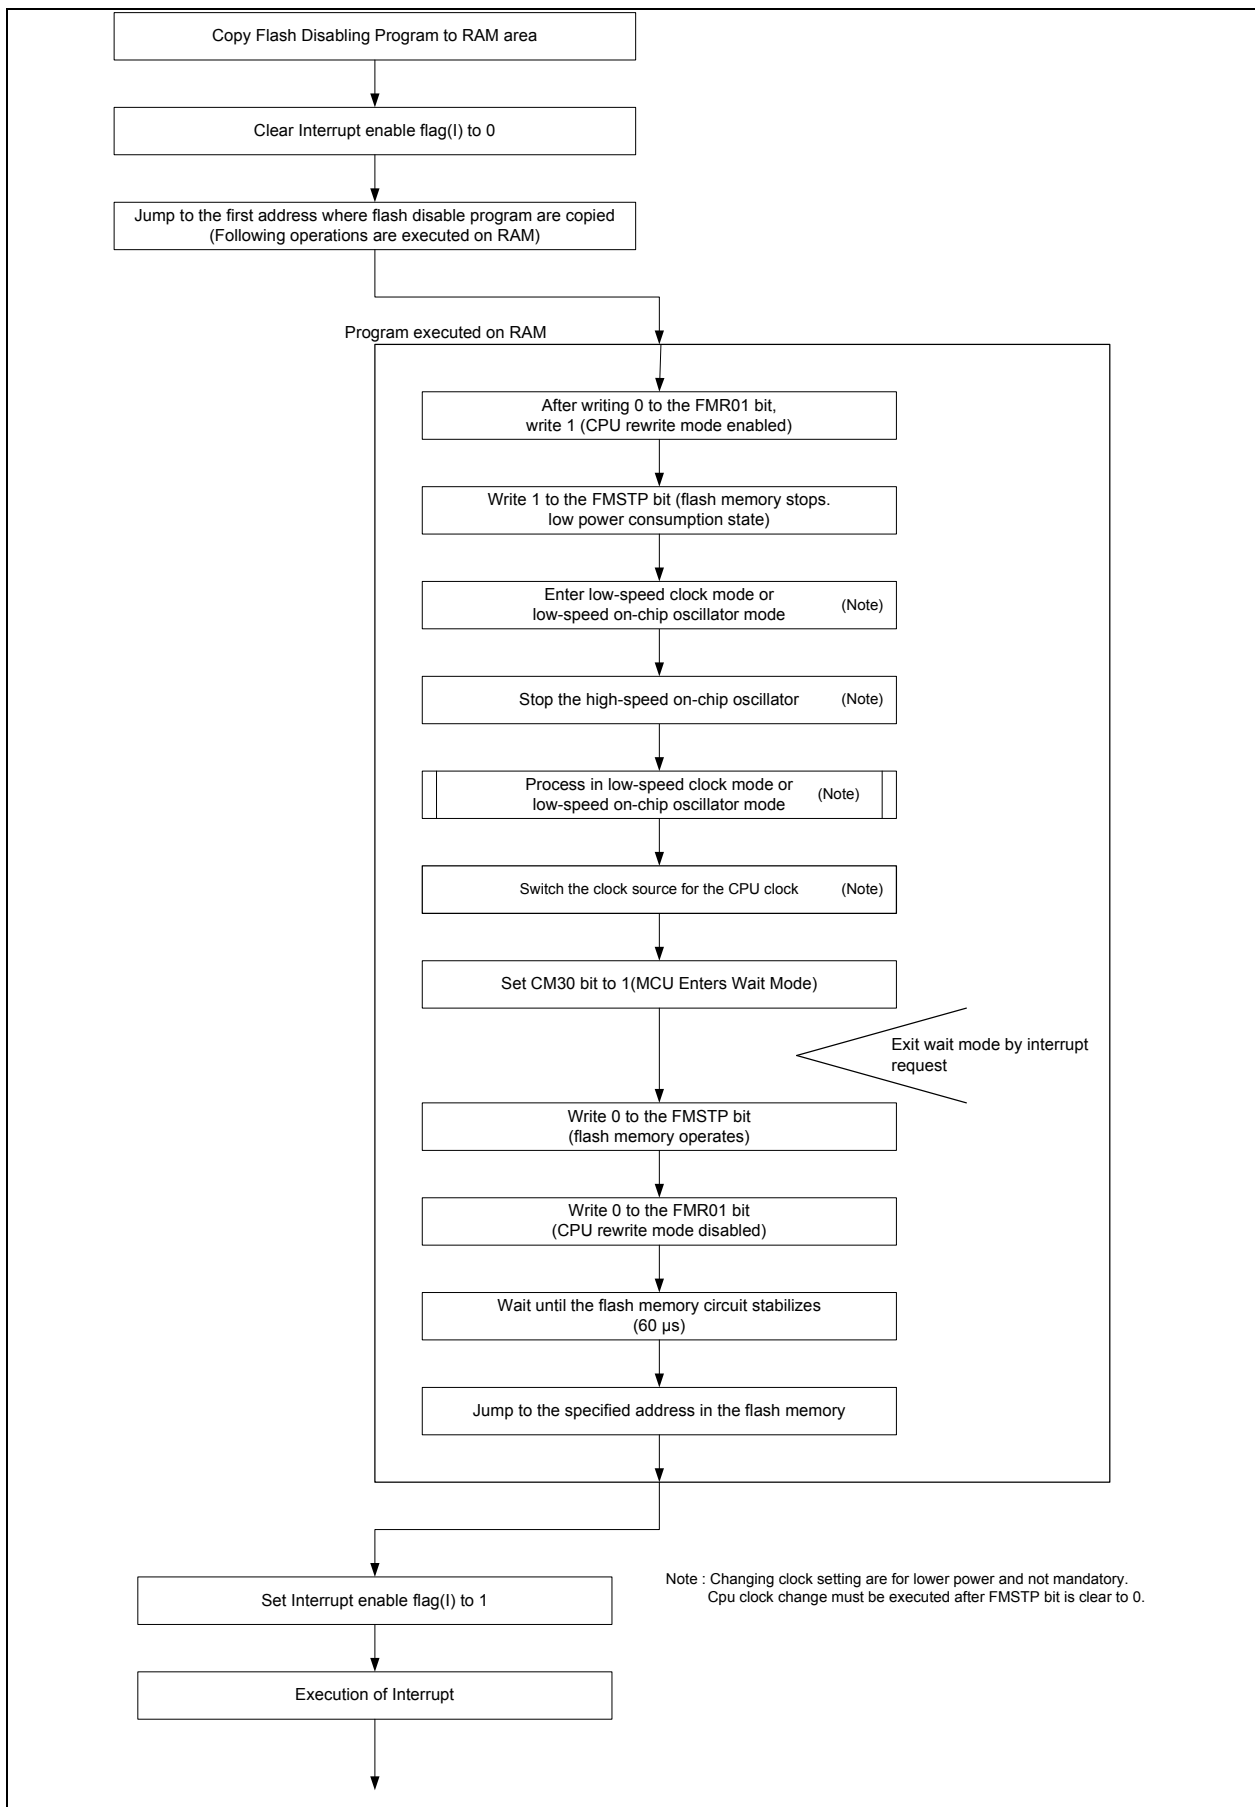 Copy Flash Disabling Program to RAM area
Clear Interrupt enable flag(I) to 0
Jump to the first address where flash disable program are copied
(Following operations are executed on RAM)
Program executed on RAM
After writing 0 to the FMR01 bit,
write 1 (CPU rewrite mode enabled)
Write 1 to the FMSTP bit (flash memory stops.
low power consumption state)
Enter low-speed clock mode or
low-speed on-chip oscillator mode (Note)
Stop the high-speed on-chip oscillator (Note)
Process in low-speed clock mode or
low-speed on-chip oscillator mode (Note)
Switch the clock source for the CPU clock (Note)
Set CM30 bit to 1(MCU Enters Wait Mode)
Exit wait mode by interrupt
request
Write 0 to the FMSTP bit
(flash memory operates)
Write 0 to the FMR01 bit
(CPU rewrite mode disabled)
Wait until the flash memory circuit stabilizes
(60 µs)
Jump to the specified address in the flash memory
Set Interrupt enable flag(I) to 1
Note : Changing clock setting are for lower power and not mandatory.
Cpu clock change must be executed after FMSTP bit is clear to 0.
Execution of Interrupt